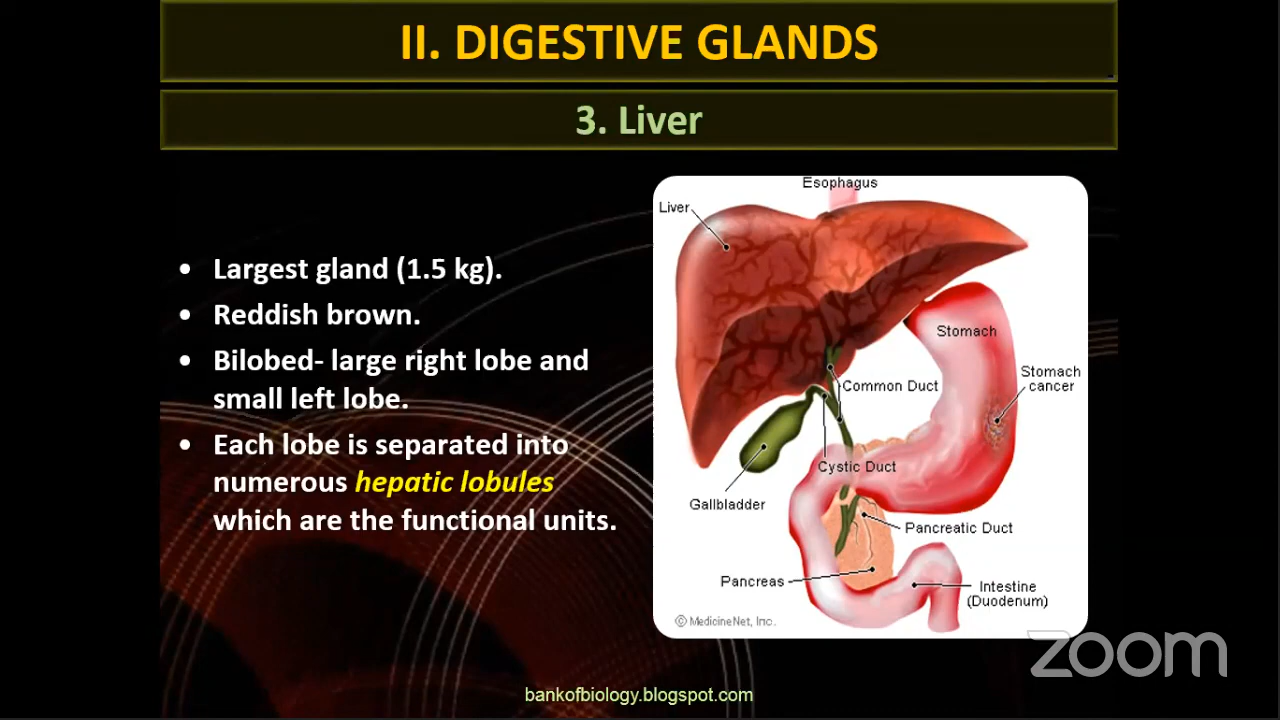 II. DIGESTIVE GLANDS
3. Liver
• Largest gland (1.5 kg).
• Reddish brown.
• Bilobed- large right lobe and
small left lobe.
• Each lobe is separated into
numerous hepatic lobules
which are the functional units.
Esophagus
Liver
Stomach
Stomach
cancer
Common Duct
Cystic Duct
Gallbladder
Pancreatic Duct
Pancreas
Intestine
(Duodenum)
© MedicineNet, Inc.
zoom
bankofbiology.blogspot.com